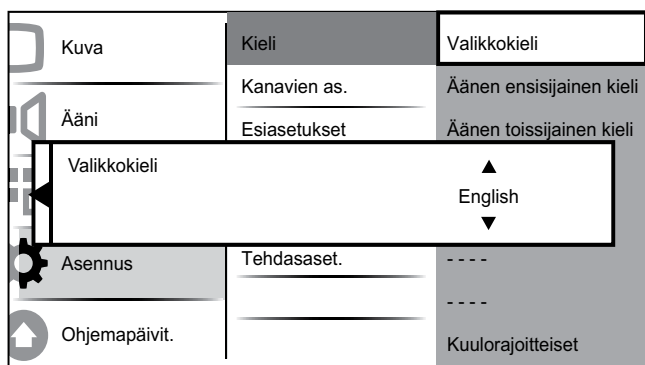 Kuva
Ääni
Asennus
Ohjemapäivit.
Kieli
Kanavien as.
Esiasetukset
Tehdasaset.
Valikkokieli
Äänen ensisijainen kieli
Äänen toissijainen kieli
- - - -
- - - -
Kuulorajoitteiset
Valikkokieli
English